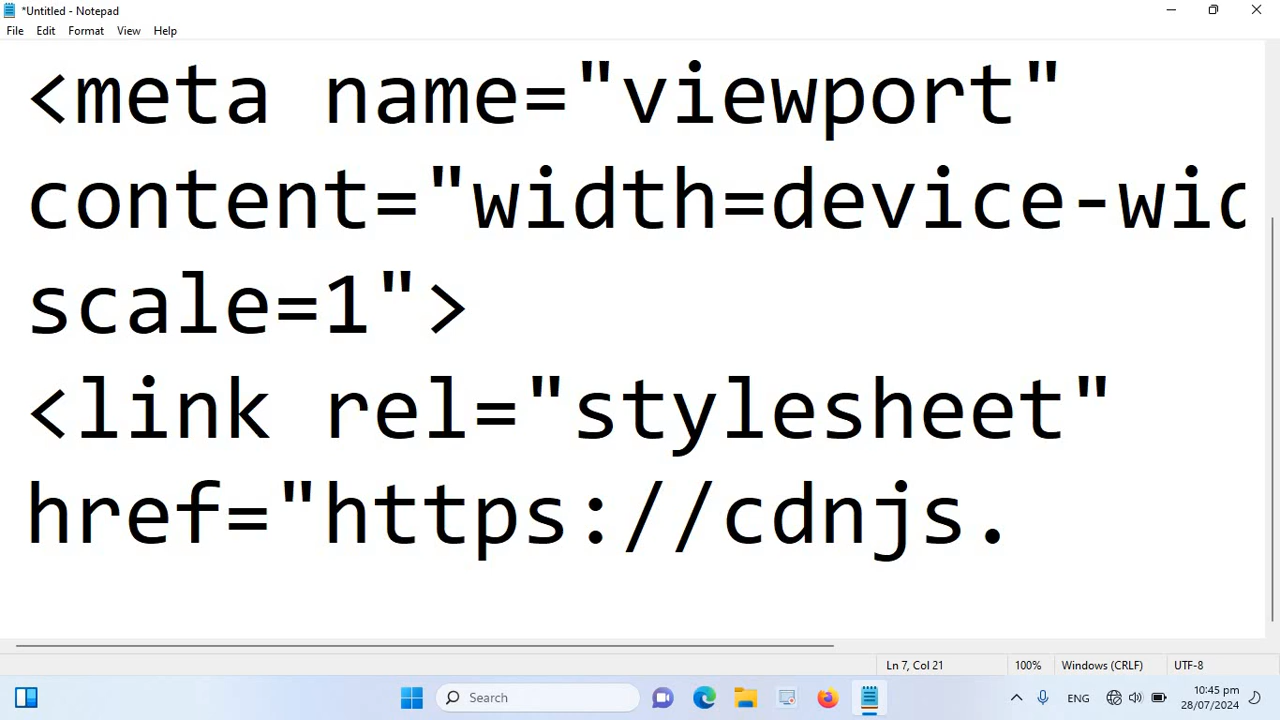 *Untitled - Notepad
File Edit Format View Help
<meta name="viewport"
content="width=device-wid
scale=1">
<link rel="stylesheet"
href="https://cdnjs.
Ln 7, Col 21 100% Windows (CRLF) UTF-8
Search ENG 10:45 pm
28/07/2024